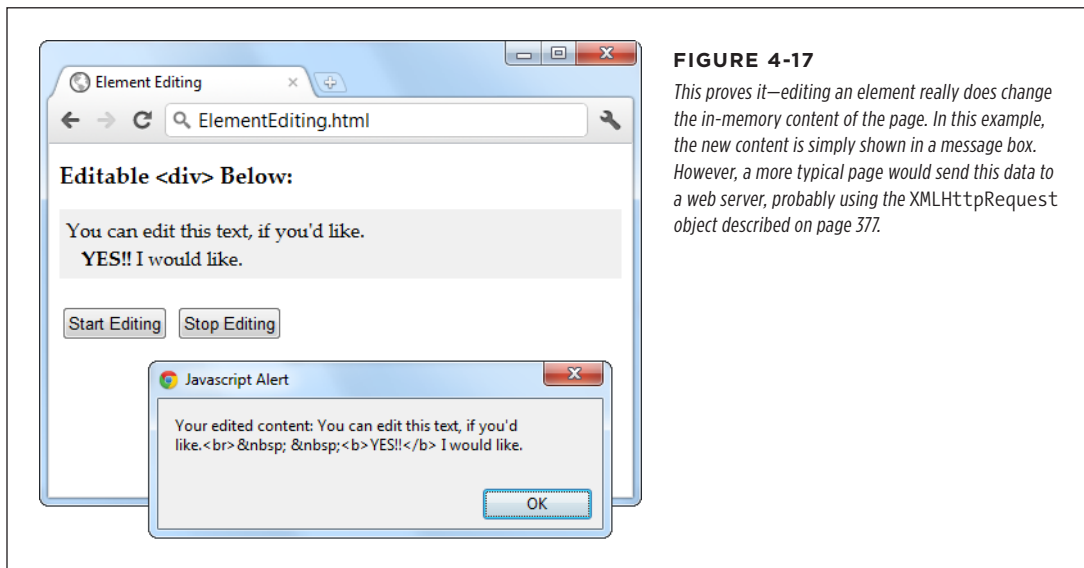 Element Editing
ElementEditing.html
Editable <div> Below:
You can edit this text, if you'd like.
YES!! I would like.
Start Editing Stop Editing
Javascript Alert
Your edited content: You can edit this text, if you'd
like.<br>&nbsp; &nbsp;<b>YES!!</b> I would like.
OK
FIGURE 4-17
This proves it—editing an element really does change
the in-memory content of the page. In this example,
the new content is simply shown in a message box.
However, a more typical page would send this data to
a web server, probably using the XMLHttpRequest
object described on page 377.